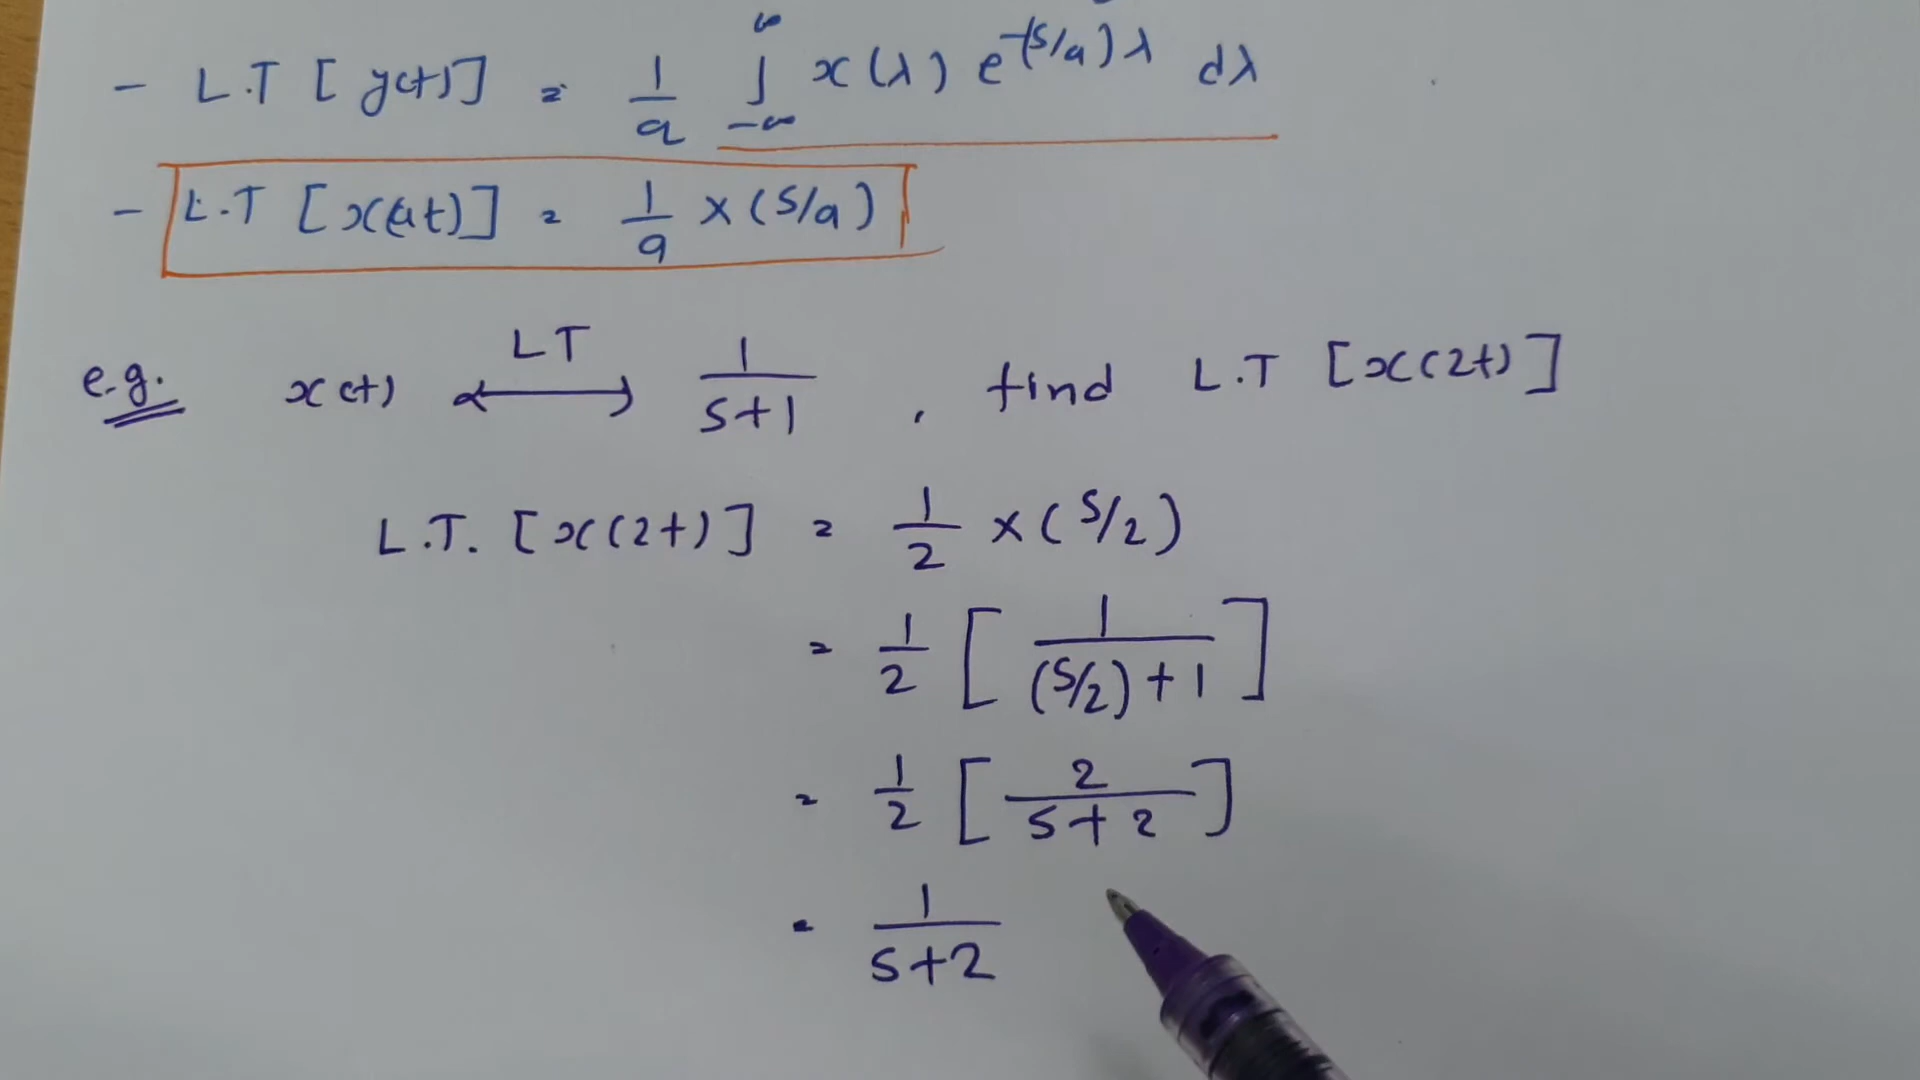 - L.T [y(t)] = 1/a ∫_{-∞}^{∞} x(λ) e^{-(s/a)λ} dλ
- L.T [x(at)] = 1/a X(s/a)
e.g. x(t) <--LT--> 1/(s+1) , find L.T [x(2t)]
L.T. [x(2t)] = 1/2 X(s/2)
= 1/2 [1/((s/2)+1)]
= 1/2 [2/(s+2)]
= 1/(s+2)